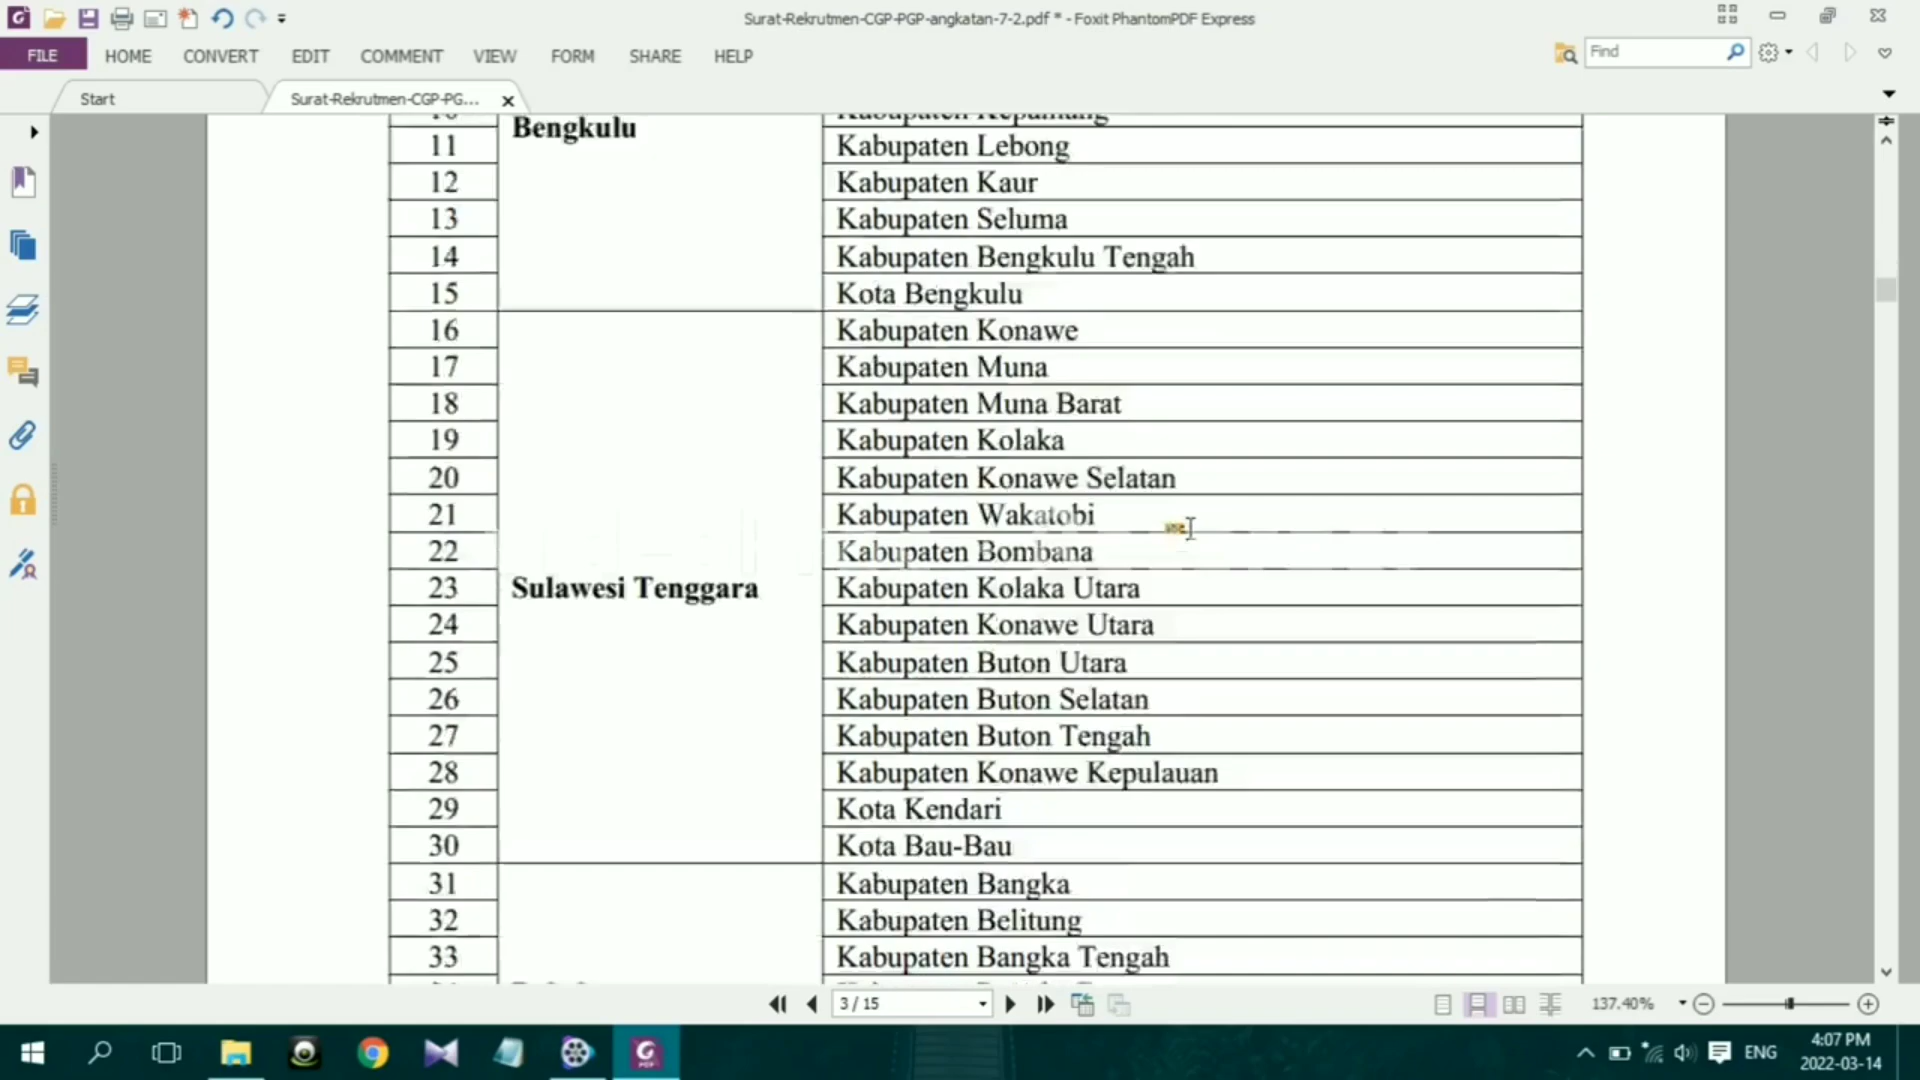 Surat-Rekrutmen-CGP-PGP-angkatan-7-2.pdf * - Foxit PhantomPDF Express
FILE HOME CONVERT EDIT COMMENT VIEW FORM SHARE HELP
Find
Start
Surat-Rekrutmen-CGP-PG...
Bengkulu
11 Kabupaten Lebong
12 Kabupaten Kaur
13 Kabupaten Seluma
14 Kabupaten Bengkulu Tengah
15 Kota Bengkulu
16 Kabupaten Konawe
17 Kabupaten Muna
18 Kabupaten Muna Barat
19 Kabupaten Kolaka
20 Kabupaten Konawe Selatan
21 Kabupaten Wakatobi
22 Kabupaten Bombana
23 Sulawesi Tenggara Kabupaten Kolaka Utara
24 Kabupaten Konawe Utara
25 Kabupaten Buton Utara
26 Kabupaten Buton Selatan
27 Kabupaten Buton Tengah
28 Kabupaten Konawe Kepulauan
29 Kota Kendari
30 Kota Bau-Bau
31 Kabupaten Bangka
32 Kabupaten Belitung
33 Kabupaten Bangka Tengah
3 / 15
137.40%
ENG
4:07 PM
2022-03-14